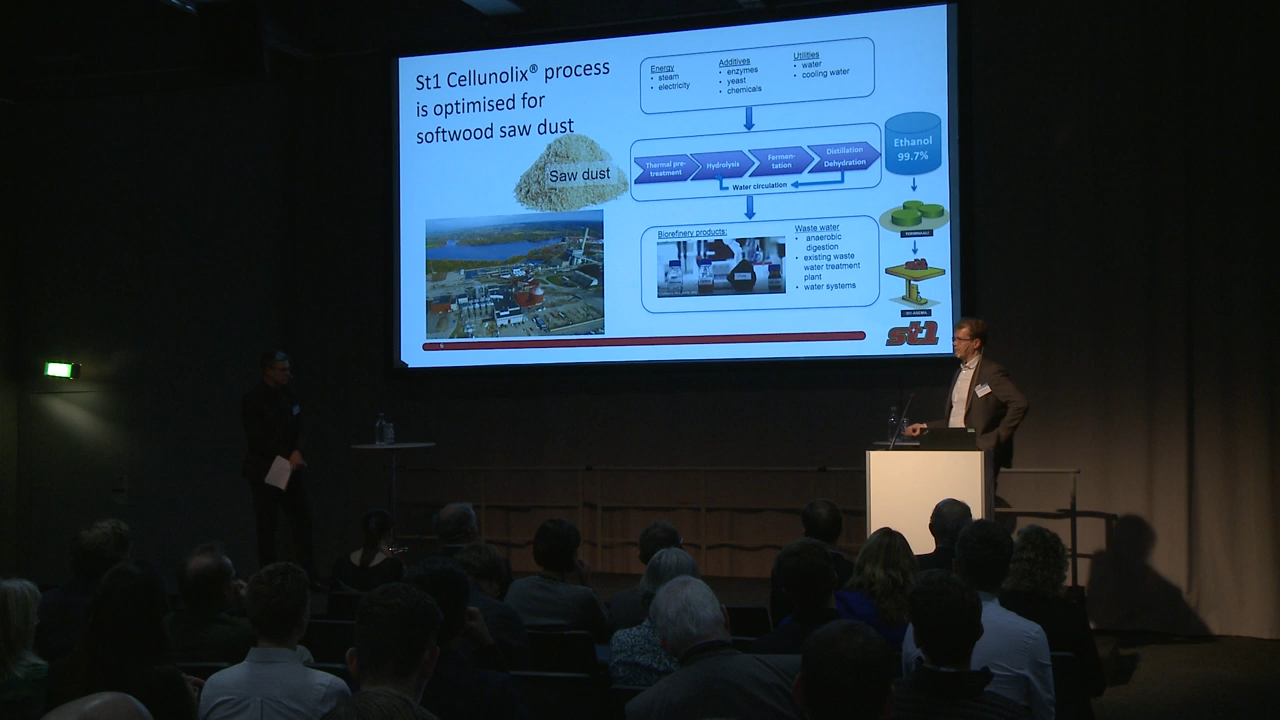 St1 Cellunolix® process
is optimised for
softwood saw dust
Saw dust
Energy
• steam
• electricity
Additives
• enzymes
• yeast
• chemicals
Utilities
• water
• cooling water
Thermal pre-
treatment
Hydrolysis
Fermen-
tation
Distillation
Dehydration
Water circulation
Ethanol
99.7%
Biorefinery products:
Waste water
• anaerobic
digestion
• existing waste
water treatment
plant
• water systems
st1